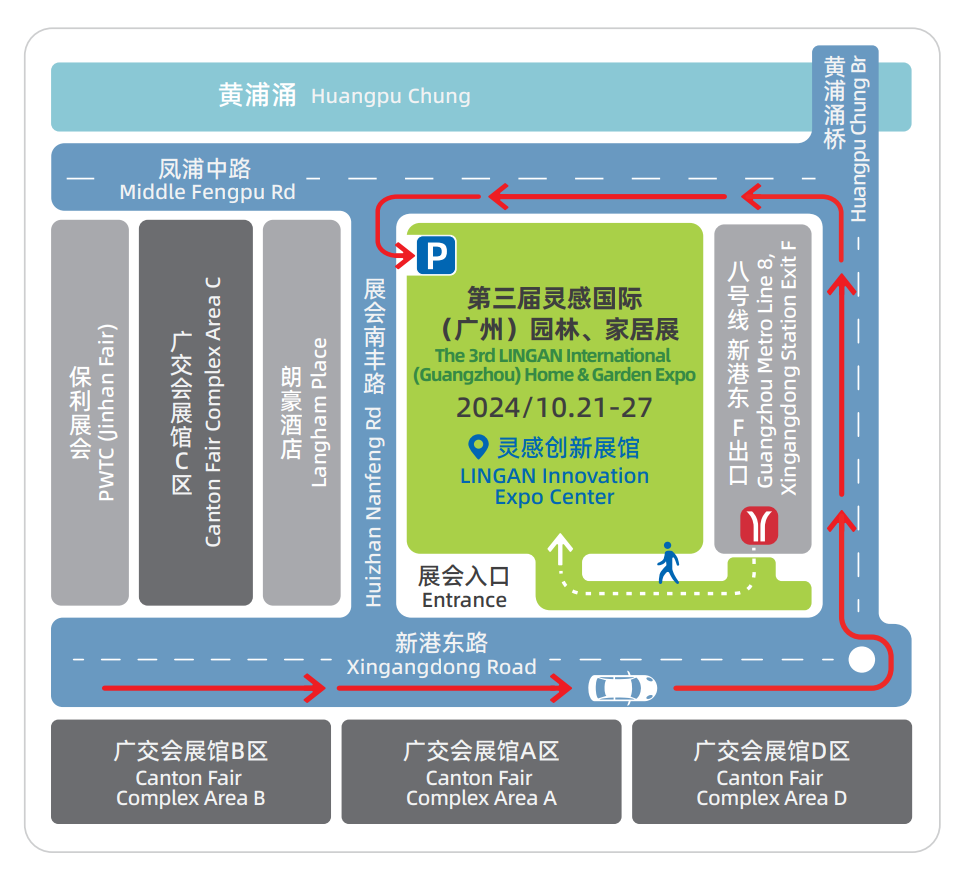 黄浦涌 Huangpu Chung
黄浦涌桥
Huangpu Chung Br
凤浦中路
Middle Fengpu Rd
保利展会
PWTC (Jinhan Fair)
广交会展馆C区
Canton Fair Complex Area C
朗豪酒店
Langham Place
展会南丰路 Huizhan Nanfeng Rd
P
第三届灵感国际
（广州）园林、家居展
The 3rd LINGAN International
(Guangzhou) Home & Garden Expo
2024/10.21-27
灵感创新展馆
LINGAN Innovation
Expo Center
八号线 新港东 F 出口
Guangzhou Metro Line 8,
Xingangdong Station Exit F
展会入口
Entrance
新港东路
Xingangdong Road
广交会展馆B区
Canton Fair
Complex Area B
广交会展馆A区
Canton Fair
Complex Area A
广交会展馆D区
Canton Fair
Complex Area D